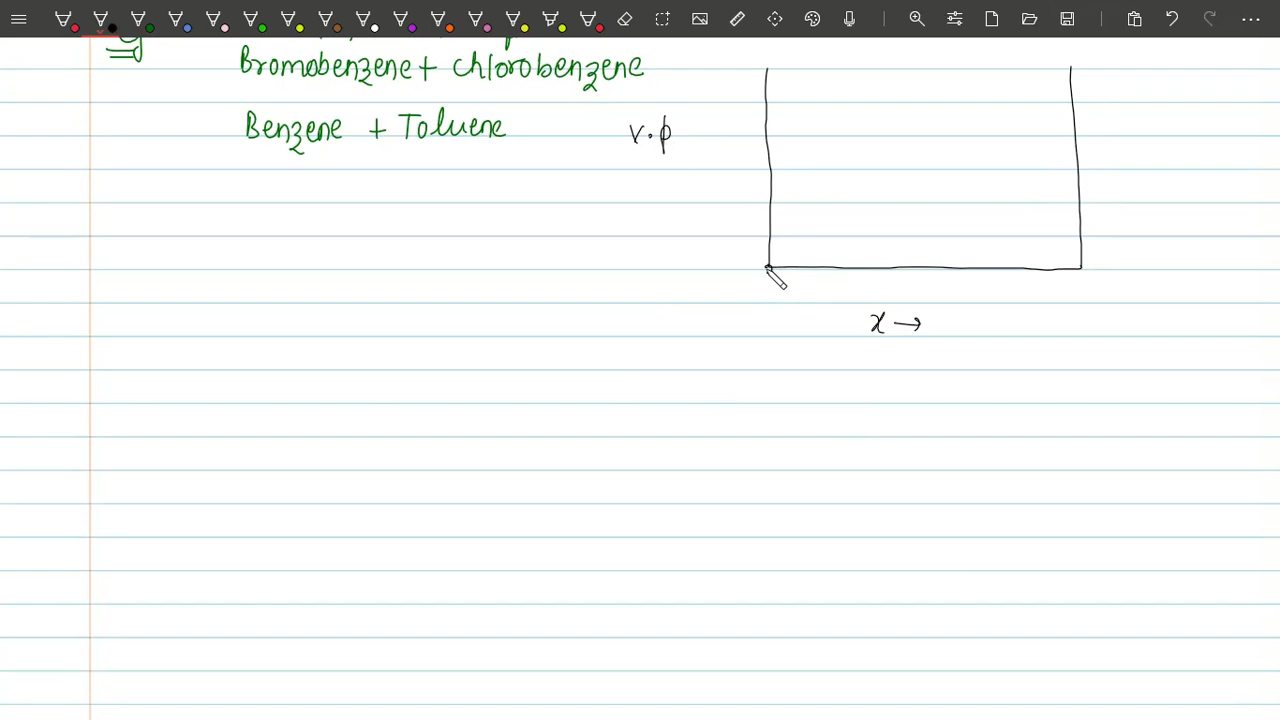 Bromobenzene + chlorobenzene
Benzene + Toluene
v.p
x →